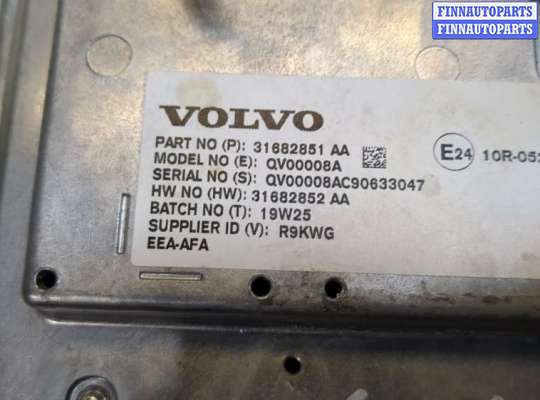 FINNAUTOPARTS
FINNAUTOPARTS
VOLVO
PART NO (P): 31682851 AA
MODEL NO (E): QV00008A
SERIAL NO (S): QV00008AC90633047
HW NO (HW): 31682852 AA
BATCH NO (T): 19W25
SUPPLIER ID (V): R9KWG
EEA-AFA
E24 10R-052